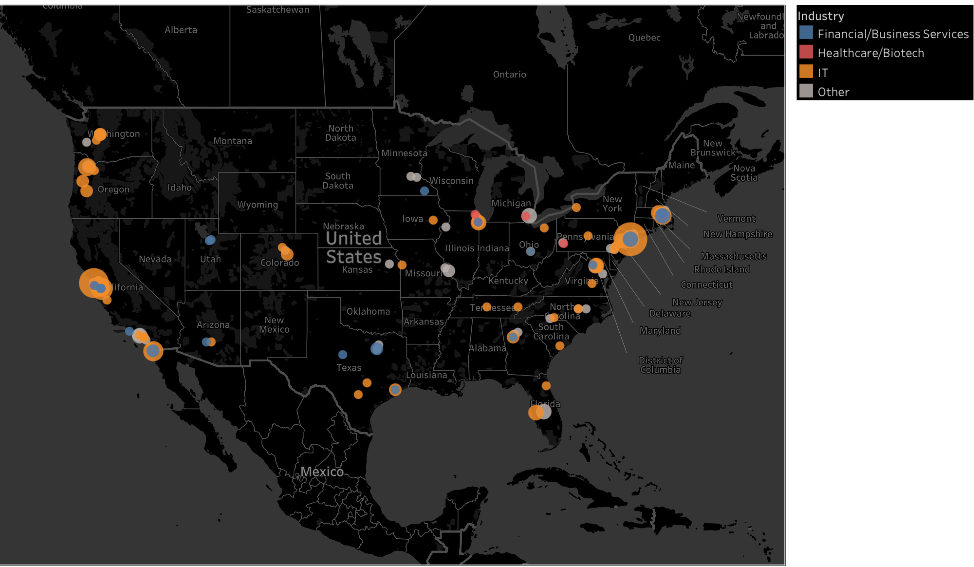 Columbia
Saskatchewan
Alberta
Newfound
and
Labrado
Quebec
Ontario
Industry
Financial/Business Services
Healthcare/Biotech
IT
Other
North
Dakota
Montana
Minnesota
New
Brunswick
Maine
Nova
Scotia
South
Dakota
Wisconsin
Idaho
Oregon
Wyoming
Michigan
New
York
Vermont
New Hampshire
Iowa
Nebraska
United
States
Pennsylvania
Massachusetts
Rhode Island
Illinois
Indiana
Ohio
Nevada
Utah
Colorado
Kansas
Missouri
Connecticut
Kentucky
Virginia
New Jersey
Delaware
Maryland
Tennessee
North
Carolina
Oklahoma
Arkansas
Arizona
New
Mexico
South
Carolina
Alabama
District of
Columbia
Texas
Louisiana
Florida
Mexico